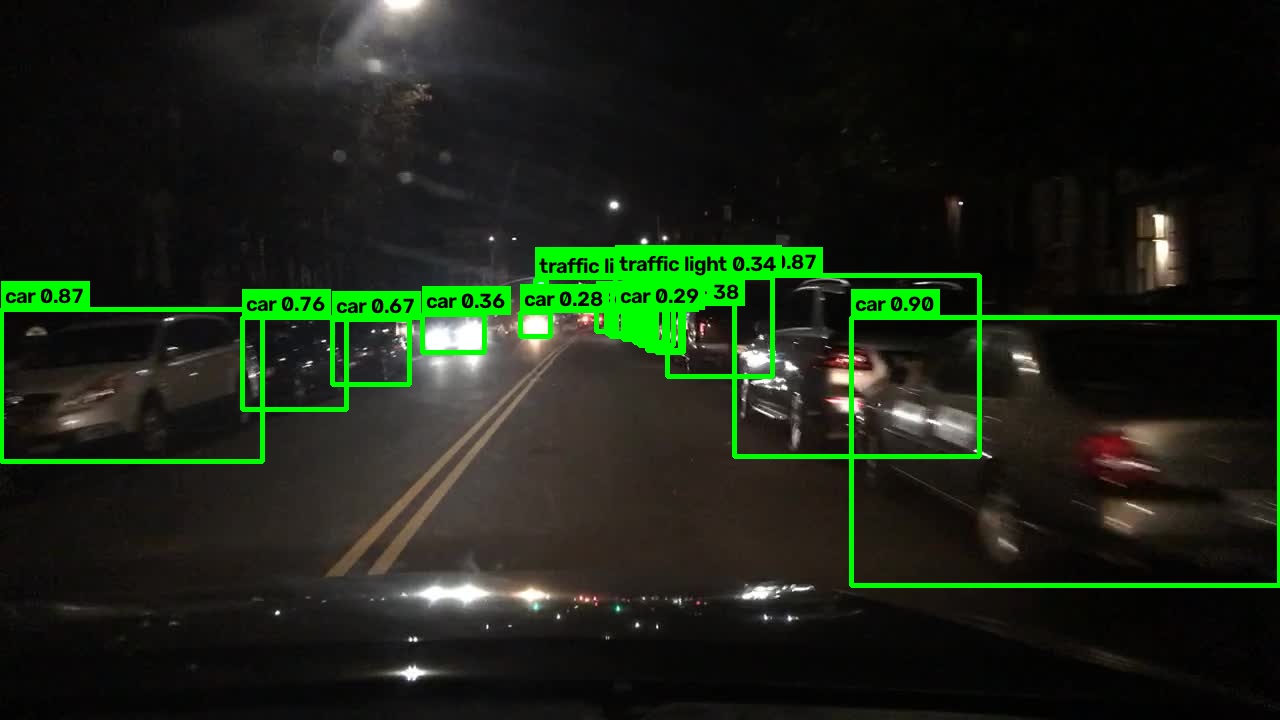 traffic li
traffic light 0.34
0.87
car 0.87
car 0.76
car 0.67
car 0.36
car 0.28
car 0.29
38
car 0.90